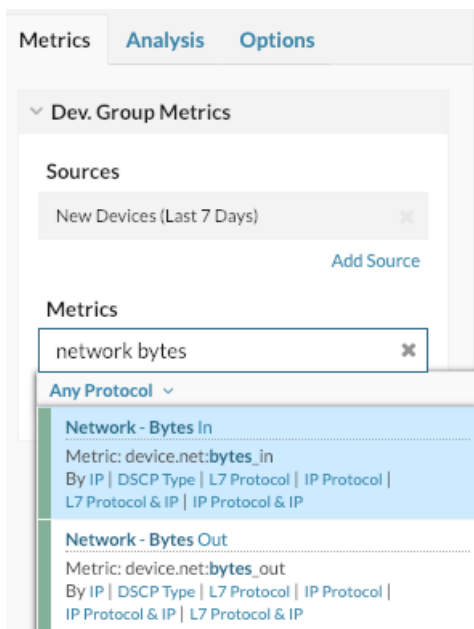 Metrics Analysis Options
Dev. Group Metrics
Sources
New Devices (Last 7 Days)
Add Source
Metrics
network bytes
Any Protocol
Network - Bytes In
Metric: device.net:bytes_in
By IP | DSCP Type | L7 Protocol | IP Protocol |
L7 Protocol & IP | IP Protocol & IP
Network - Bytes Out
Metric: device.net:bytes_out
By IP | DSCP Type | L7 Protocol | IP Protocol |
IP Protocol & IP | L7 Protocol & IP